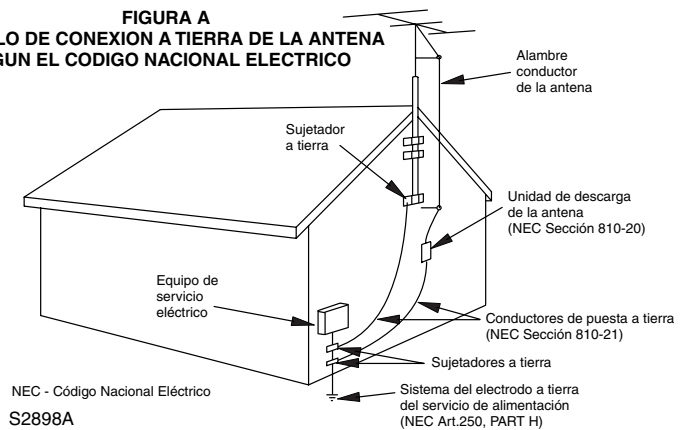 FIGURA A
LO DE CONEXION A TIERRA DE LA ANTENA
GUN EL CODIGO NACIONAL ELECTRICO
Alambre
conductor
de la antena
Sujetador
a tierra
Unidad de descarga
de la antena
(NEC Sección 810-20)
Equipo de
servicio
eléctrico
Conductores de puesta a tierra
(NEC Sección 810-21)
Sujetadores a tierra
Sistema del electrodo a tierra
del servicio de alimentación
(NEC Art.250, PART H)
NEC - Código Nacional Eléctrico
S2898A